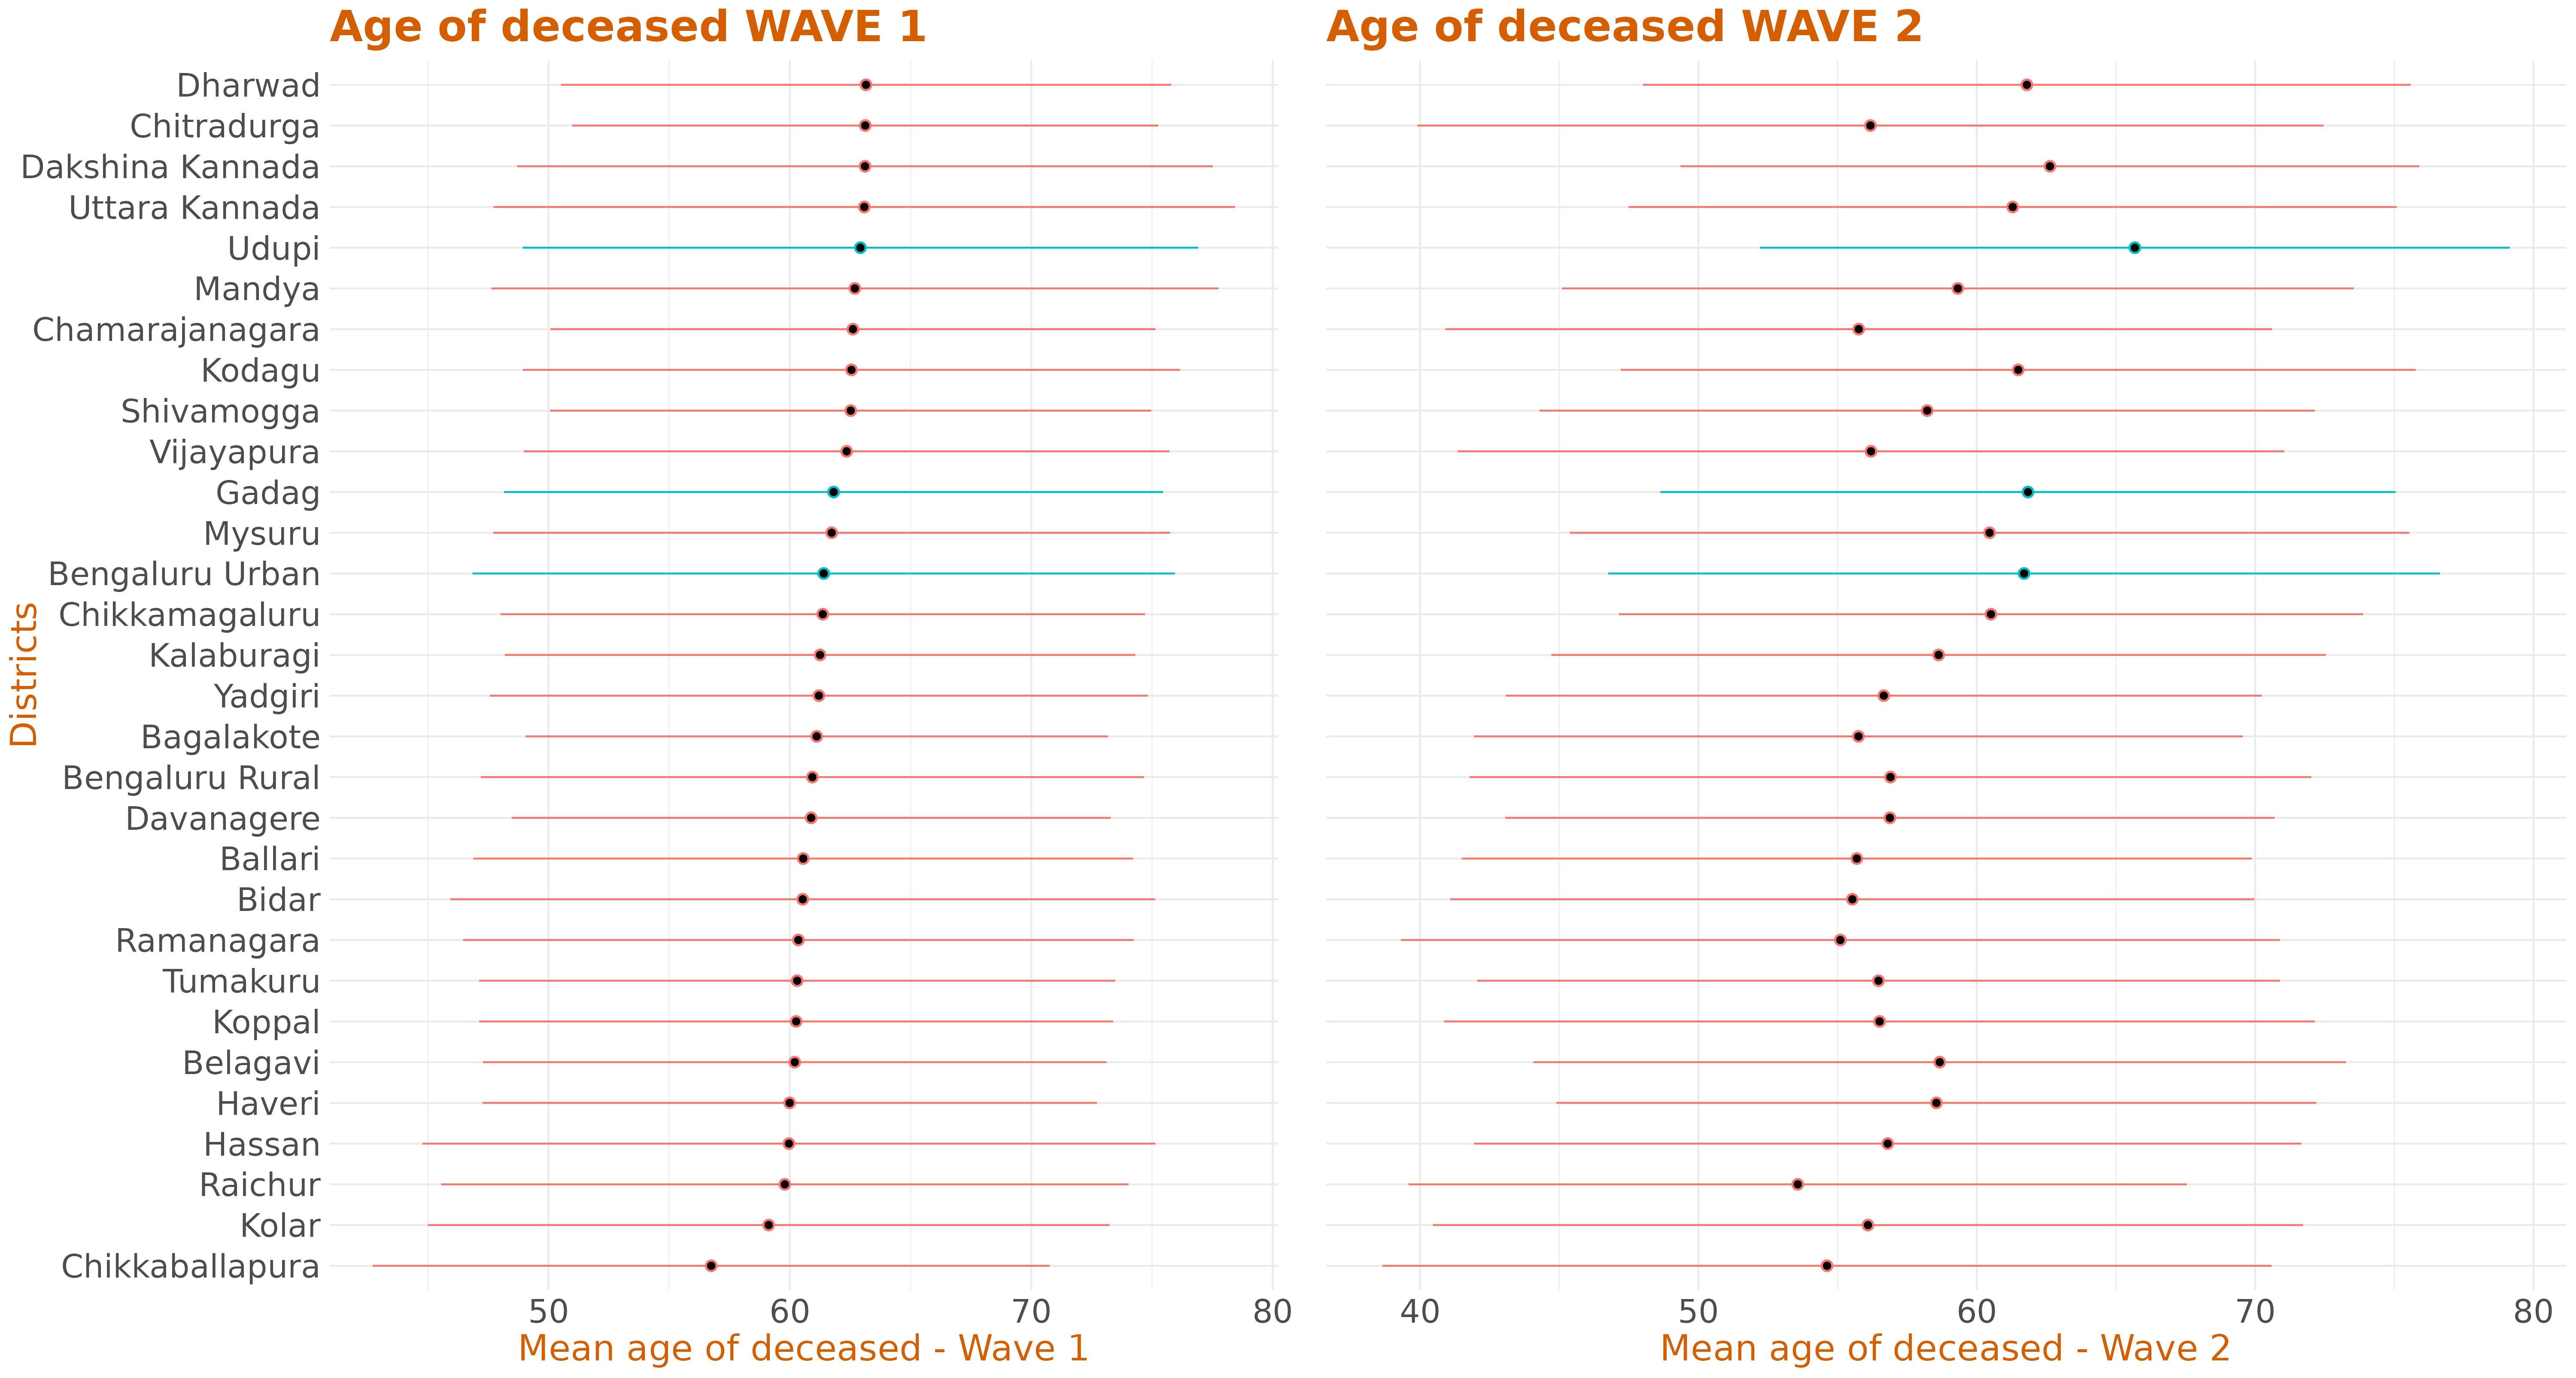 Age of deceased WAVE 1
Age of deceased WAVE 2
Districts
Dharwad
Chitradurga
Dakshina Kannada
Uttara Kannada
Udupi
Mandya
Chamarajanagara
Kodagu
Shivamogga
Vijayapura
Gadag
Mysuru
Bengaluru Urban
Chikkamagaluru
Kalaburagi
Yadgiri
Bagalakote
Bengaluru Rural
Davanagere
Ballari
Bidar
Ramanagara
Tumakuru
Koppal
Belagavi
Haveri
Hassan
Raichur
Kolar
Chikkaballapura
50 60 70 80
40 50 60 70 80
Mean age of deceased - Wave 1
Mean age of deceased - Wave 2